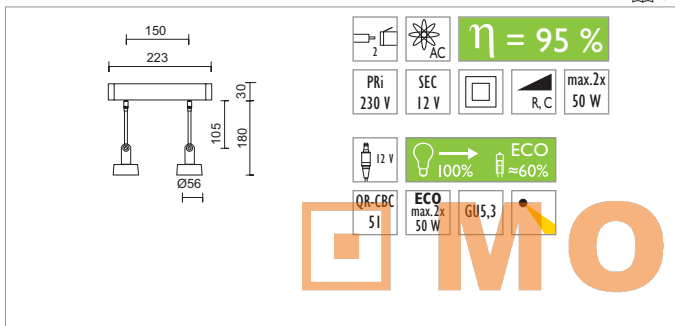 150
223
30
105
180
Ø56
2
AC
η = 95 %
PRi
230 V
SEC
12 V
R, C
max.2x
50 W
12 V
100%
ECO
≈60%
QR-CBC
51
ECO
max.2x
50 W
GU5,3
MO